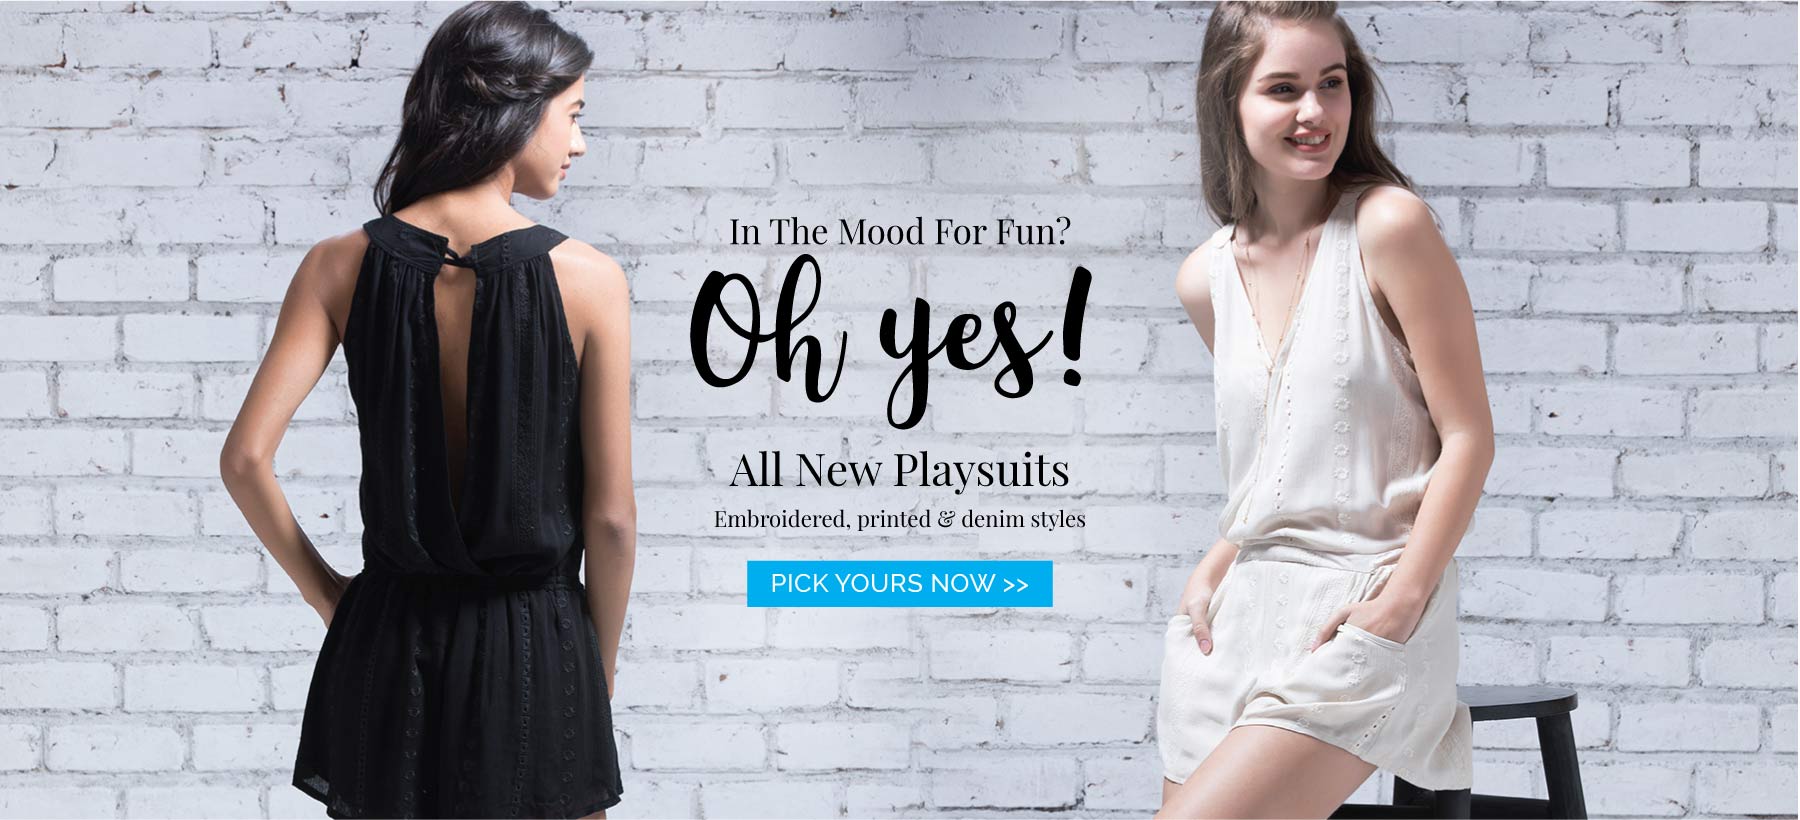 In The Mood For Fun?
Oh yes!
All New Playsuits
Embroidered, printed & denim styles
PICK YOURS NOW >>